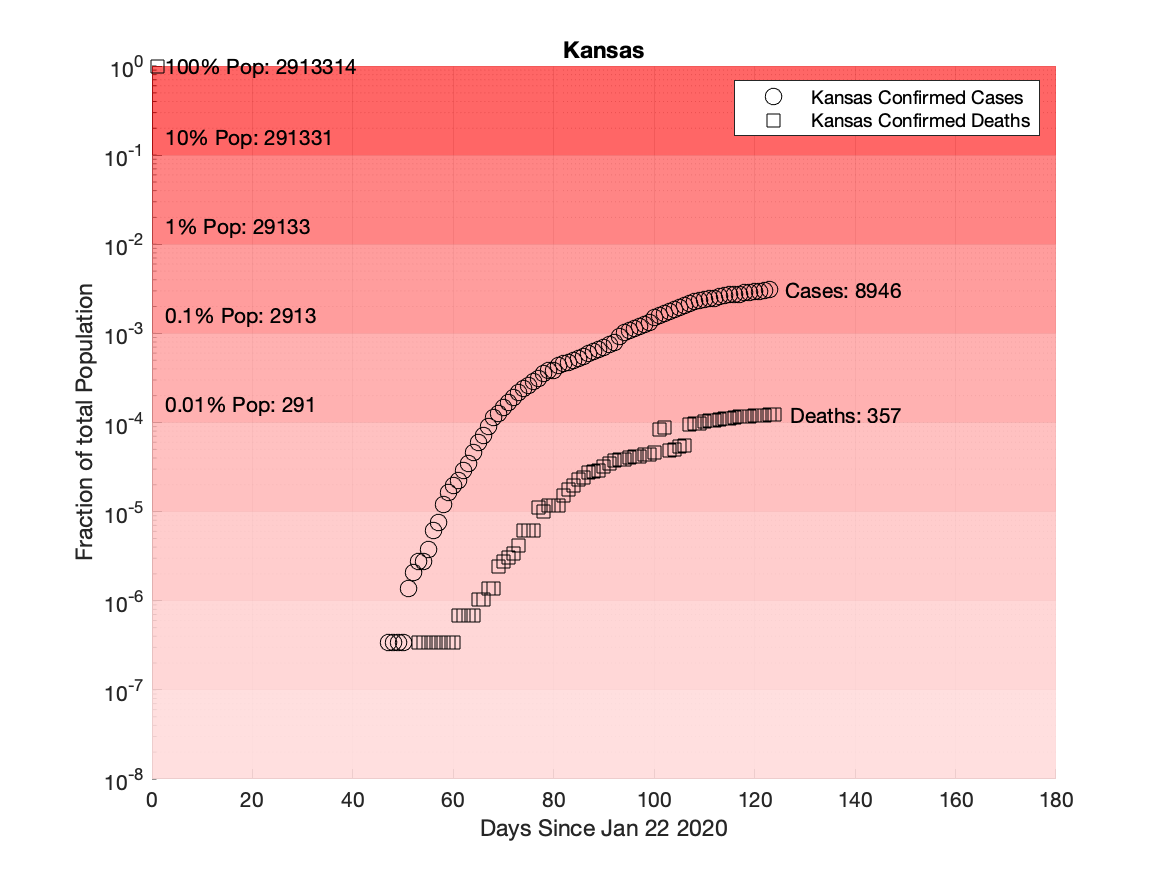 Kansas
10^0
100% Pop: 2913314
Kansas Confirmed Cases
Kansas Confirmed Deaths
10% Pop: 291331
10^-1
1% Pop: 29133
10^-2
Cases: 8946
0.1% Pop: 2913
10^-3
0.01% Pop: 291
Deaths: 357
10^-4
10^-5
10^-6
10^-7
10^-8
Fraction of total Population
0 20 40 60 80 100 120 140 160 180
Days Since Jan 22 2020